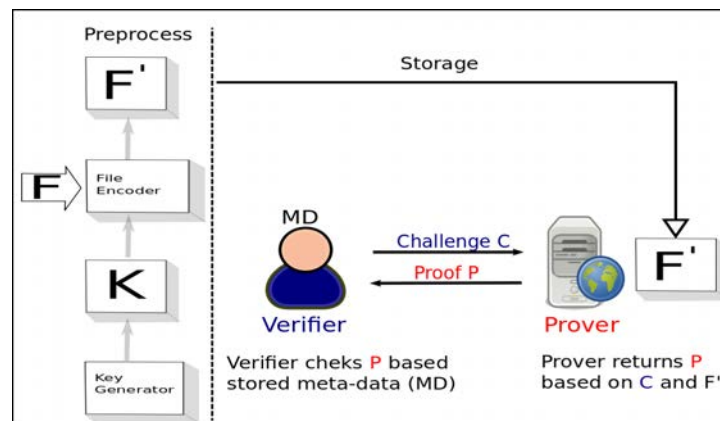 Preprocess
F'
F
File
Encoder
K
Key
Generator
Storage
MD
Challenge C
Proof P
Verifier
Verifier cheks P based
stored meta-data (MD)
F'
Prover
Prover returns P
based on C and F'